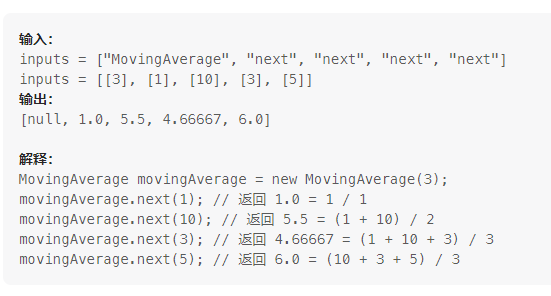 输入：
inputs = ["MovingAverage", "next", "next", "next", "next"]
inputs = [[3], [1], [10], [3], [5]]
输出：
[null, 1.0, 5.5, 4.66667, 6.0]
解释：
MovingAverage movingAverage = new MovingAverage(3);
movingAverage.next(1); // 返回 1.0 = 1 / 1
movingAverage.next(10); // 返回 5.5 = (1 + 10) / 2
movingAverage.next(3); // 返回 4.66667 = (1 + 10 + 3) / 3
movingAverage.next(5); // 返回 6.0 = (10 + 3 + 5) / 3